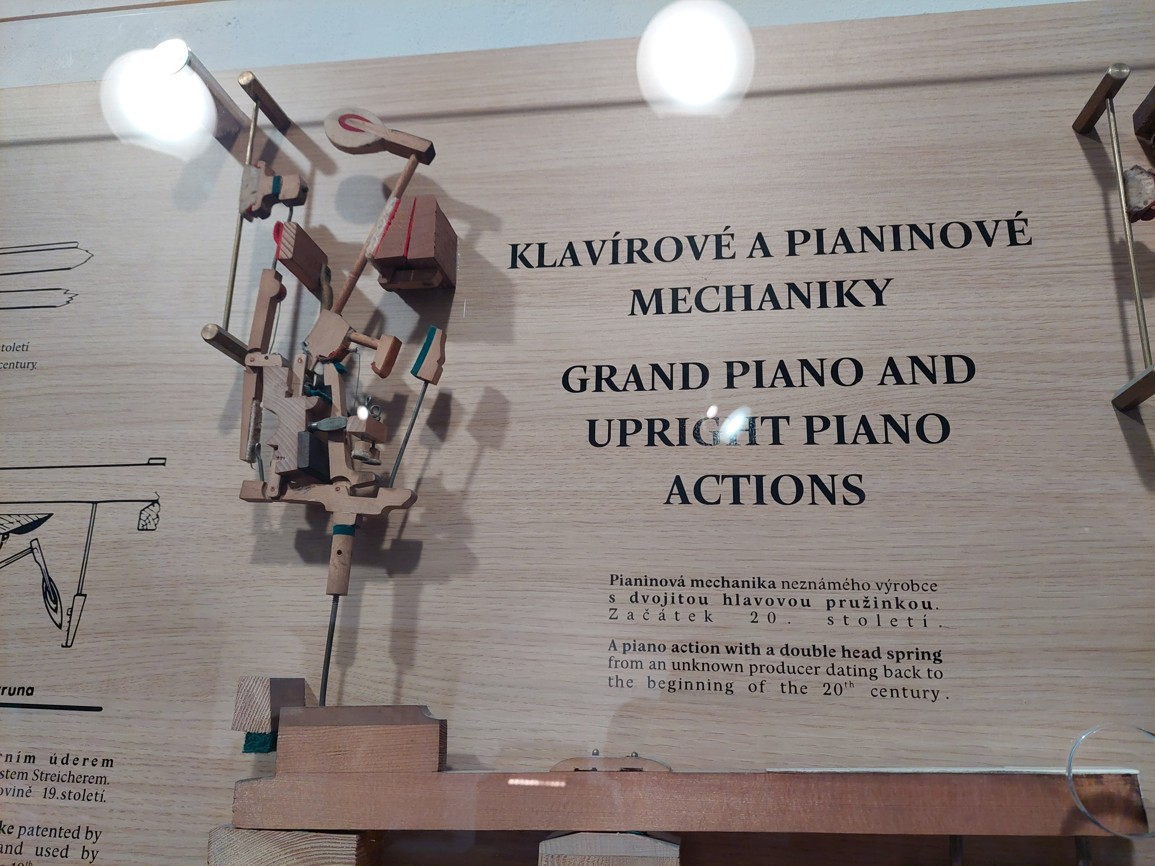 KLAVÍROVÉ A PIANINOVÉ
MECHANIKY
GRAND PIANO AND
UPRIGHT PIANO
ACTIONS
Pianinová mechanika neznámého výrobce
s dvojitou hlavovou pružinkou.
Začátek 20. století.
A piano action with a double head spring
from an unknown producer dating back to
the beginning of the 20th century.
století
century.
runa
rním úderem
stem Streicherem.
ovině 19.století.
ke patented by
and used by